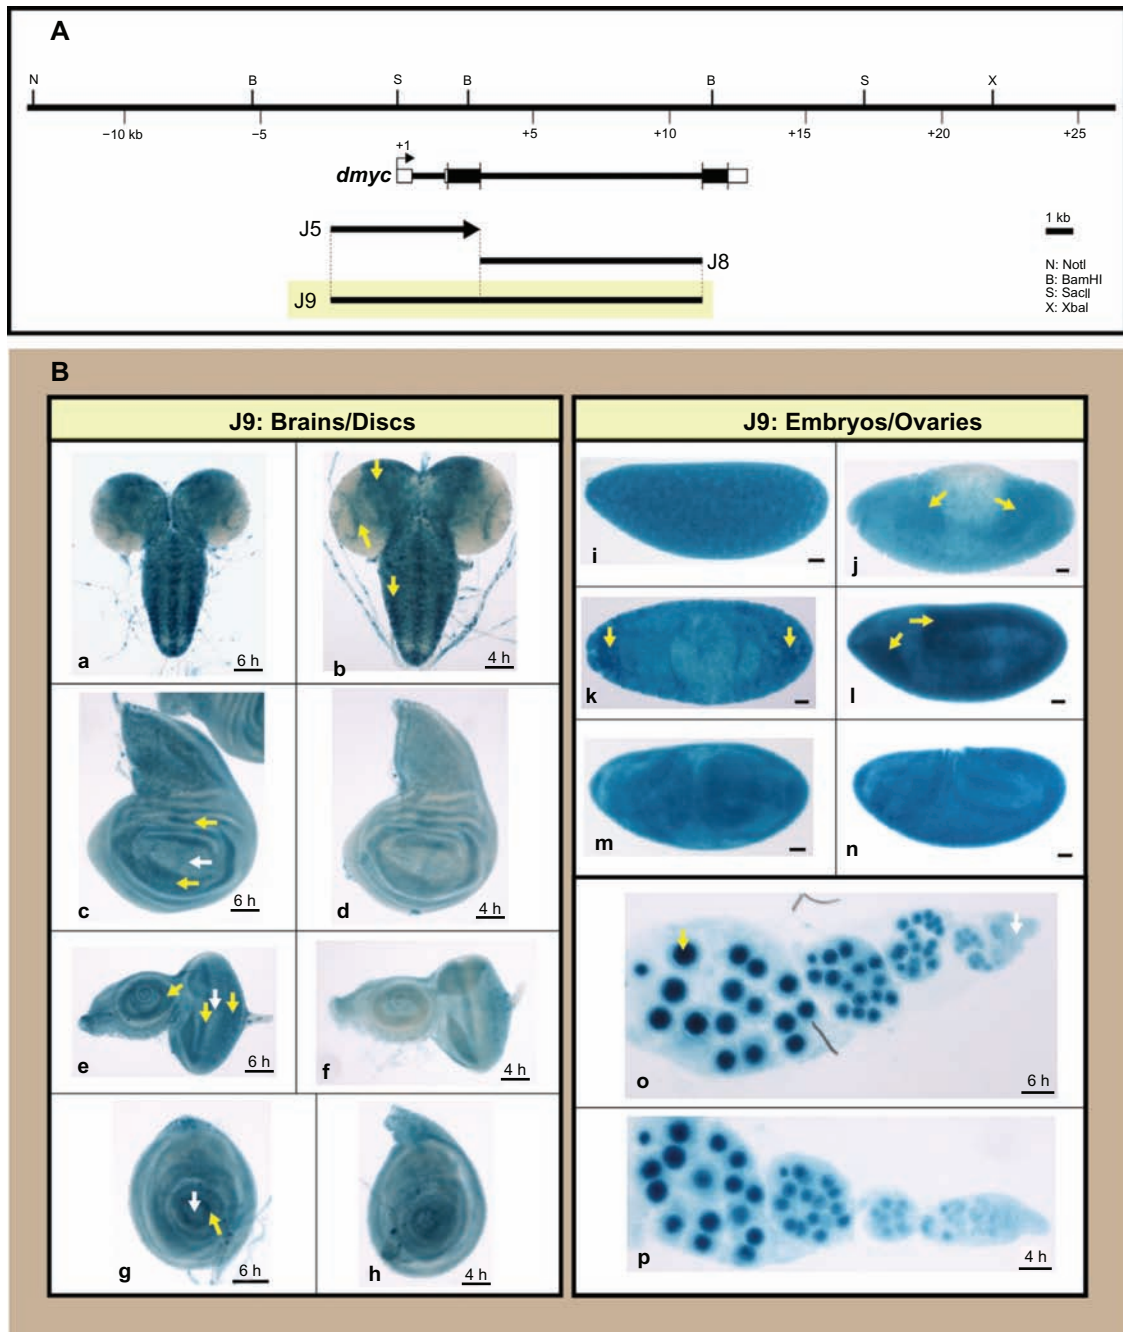 A
N B S B B S X
−10 kb −5 +5 +10 +15 +20 +25
+1
dmyc
J5
J8
J9
1 kb
N: NotI
B: BamHI
S: SacII
X: XbaI
B
J9: Brains/Discs
J9: Embryos/Ovaries
a 6 h
b 4 h
c 6 h
d 4 h
e 6 h
f 4 h
g 6 h
h 4 h
i
j
k
l
m
n
o 6 h
p 4 h